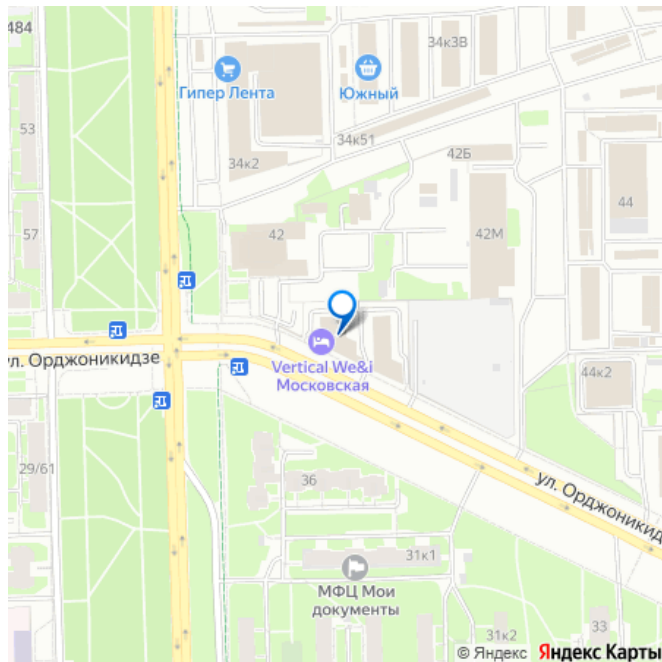 484
34к3В
Гипер Лента
Южный
53
34к51
34к2
42Б
44
57
42
42М
ул. Орджоникидзе
Vertical We&i
Московская
44к2
29/61
36
ул. Орджоникид
31к1
МФЦ Мои
документы
31к2
33
© Яндекс Яндекс Карты